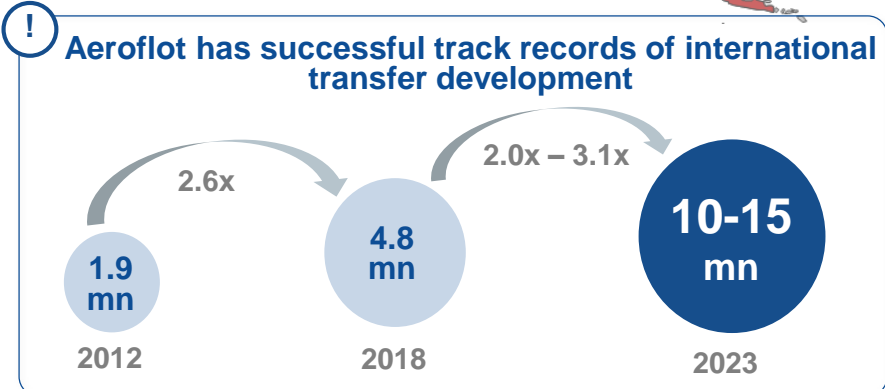 !
Aeroflot has successful track records of international
transfer development
2.6x
2.0x – 3.1x
1.9
mn
4.8
mn
10-15
mn
2012
2018
2023